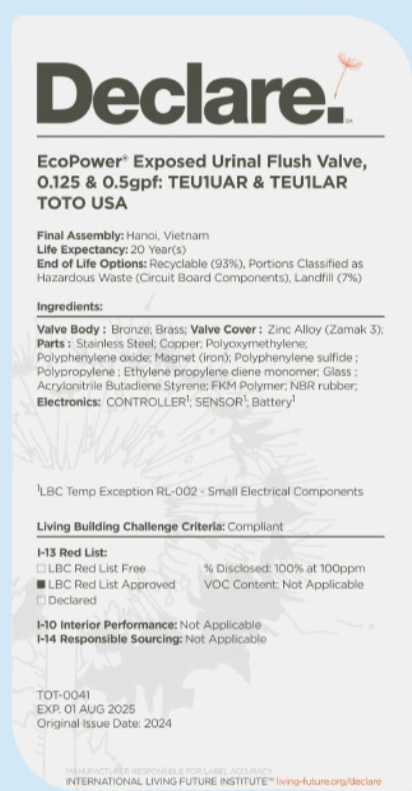 Declare.
SM
EcoPower® Exposed Urinal Flush Valve,
0.125 & 0.5gpf: TEU1UAR & TEU1LAR
TOTO USA
Final Assembly: Hanoi, Vietnam
Life Expectancy: 20 Year(s)
End of Life Options: Recyclable (93%), Portions Classified as
Hazardous Waste (Circuit Board Components), Landfill (7%)
Ingredients:
Valve Body : Bronze; Brass; Valve Cover : Zinc Alloy (Zamak 3);
Parts : Stainless Steel; Copper; Polyoxymethylene;
Polyphenylene oxide; Magnet (iron); Polyphenylene sulfide ;
Polypropylene ; Ethylene propylene diene monomer; Glass ;
Acrylonitrile Butadiene Styrene; FKM Polymer; NBR rubber;
Electronics: CONTROLLER¹; SENSOR¹; Battery¹
¹LBC Temp Exception RL-002 - Small Electrical Components
Living Building Challenge Criteria: Compliant
I-13 Red List:
☐ LBC Red List Free % Disclosed: 100% at 100ppm
■ LBC Red List Approved VOC Content: Not Applicable
☐ Declared
I-10 Interior Performance: Not Applicable
I-14 Responsible Sourcing: Not Applicable
TOT-0041
EXP. 01 AUG 2025
Original Issue Date: 2024
MANUFACTURER RESPONSIBLE FOR LABEL ACCURACY
INTERNATIONAL LIVING FUTURE INSTITUTE™ living-future.org/declare